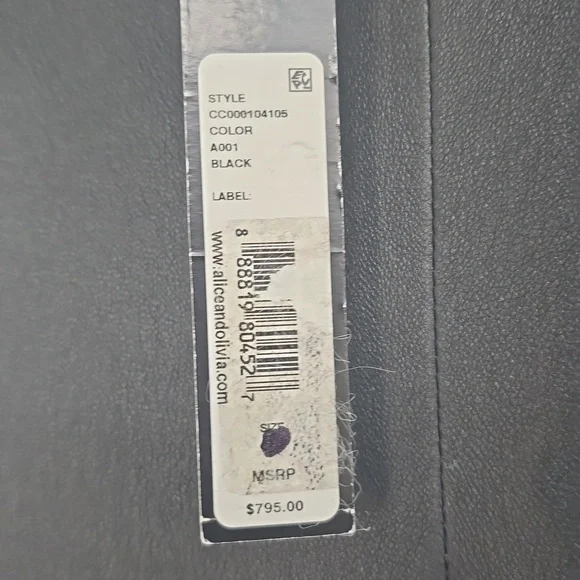 STYLE
CC000104105
COLOR
A001
BLACK
LABEL:
8 88819 80452 7
www.aliceandolivia.com
SIZE
MSRP
$795.00